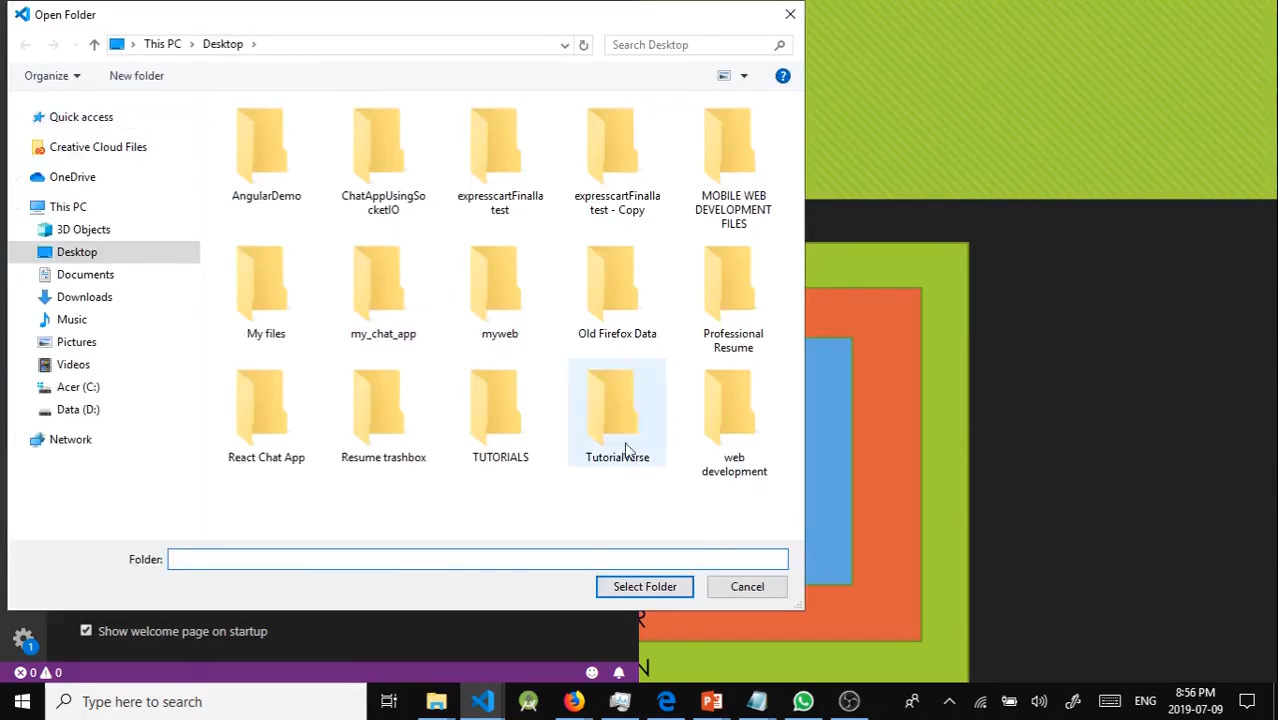 Open Folder
This PC
Desktop
Search Desktop
Organize
New folder
Quick access
Creative Cloud Files
OneDrive
This PC
3D Objects
Desktop
Documents
Downloads
Music
Pictures
Videos
Acer (C:)
Data (D:)
Network
AngularDemo
ChatAppUsingSo
cketIO
expresscartFinalla
test
expresscartFinalla
test - Copy
MOBILE WEB
DEVELOPMENT
FILES
My files
my_chat_app
myweb
Old Firefox Data
Professional
Resume
React Chat App
Resume trashbox
TUTORIALS
web
development
Folder:
Select Folder
Cancel
R
N
1
Show welcome page on startup
0
0
Type here to search
ENG
8:56 PM
2019-07-09